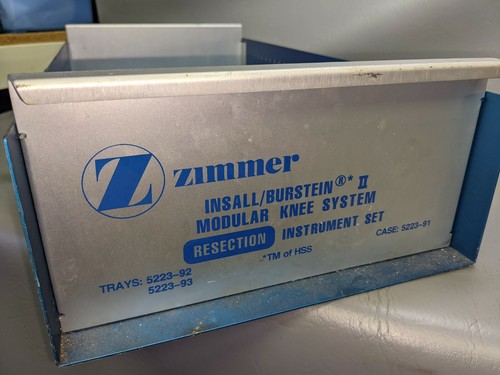 Z zimmer
INSALL/BURSTEIN®* II
MODULAR KNEE SYSTEM
RESECTION INSTRUMENT SET
*TM of HSS
TRAYS: 5223-92
5223-93
CASE: 5223-91